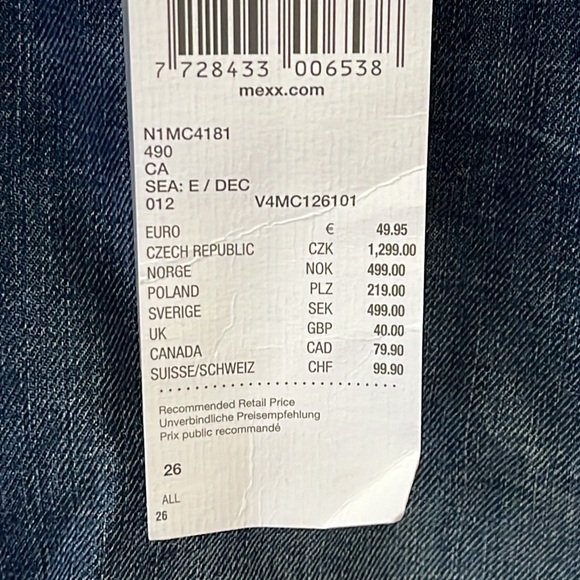 7 728433 006538
mexx.com
N1MC4181
490
CA
SEA: E / DEC
012 V4MC126101
EURO € 49.95
CZECH REPUBLIC CZK 1,299.00
NORGE NOK 499.00
POLAND PLZ 219.00
SVERIGE SEK 499.00
UK GBP 40.00
CANADA CAD 79.90
SUISSE/SCHWEIZ CHF 99.90
Recommended Retail Price
Unverbindliche Preisempfehlung
Prix public recommandé
26
ALL
26